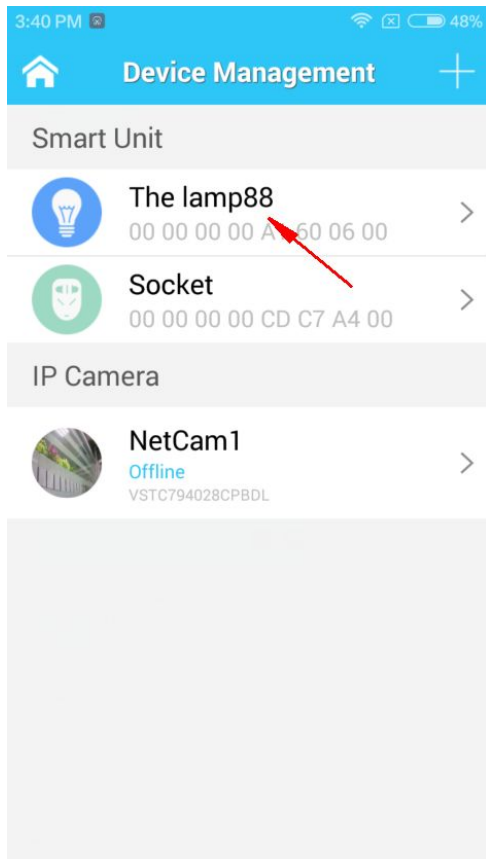 3:40 PM 48%
Device Management
Smart Unit
The lamp88
00 00 00 00 60 06 00
Socket
00 00 00 00 CD C7 A4 00
IP Camera
NetCam1
Offline
VSTC794028CPBDL